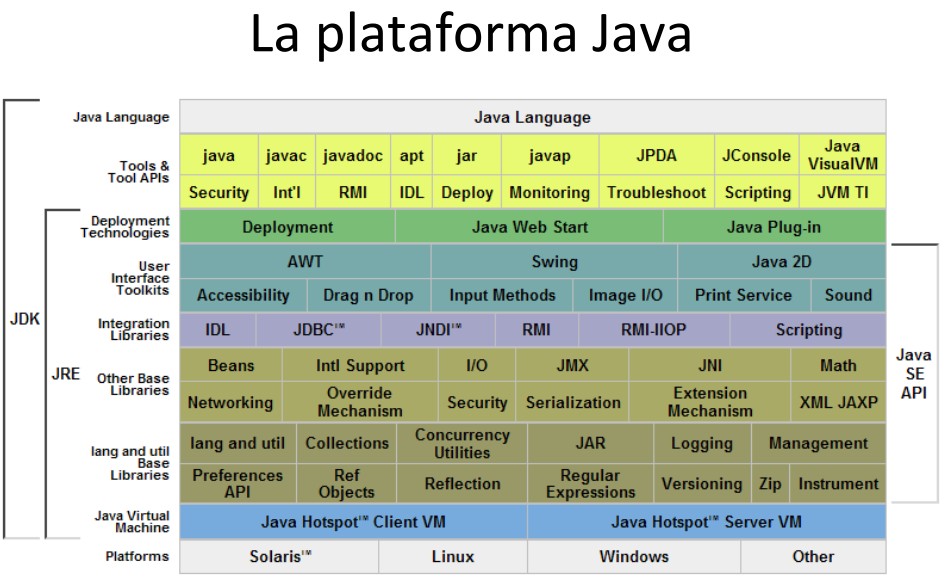 La plataforma Java
Java Language
Java Language
Tools &
Tool APIs
java javac javadoc apt jar javap JPDA JConsole Java VisualVM
Security Int'l RMI IDL Deploy Monitoring Troubleshoot Scripting JVM TI
Deployment
Technologies
Deployment Java Web Start Java Plug-in
User
Interface
Toolkits
AWT Swing Java 2D
Accessibility Drag n Drop Input Methods Image I/O Print Service Sound
Integration
Libraries
IDL JDBC™ JNDI™ RMI RMI-IIOP Scripting
Other Base
Libraries
Beans Intl Support I/O JMX JNI Math
Networking Override Mechanism Security Serialization Extension Mechanism XML JAXP
lang and util
Base
Libraries
lang and util Collections Concurrency Utilities JAR Logging Management
Preferences API Ref Objects Reflection Regular Expressions Versioning Zip Instrument
Java Virtual
Machine
Java Hotspot™ Client VM Java Hotspot™ Server VM
Platforms
Solaris™ Linux Windows Other
JDK
JRE
Java
SE
API